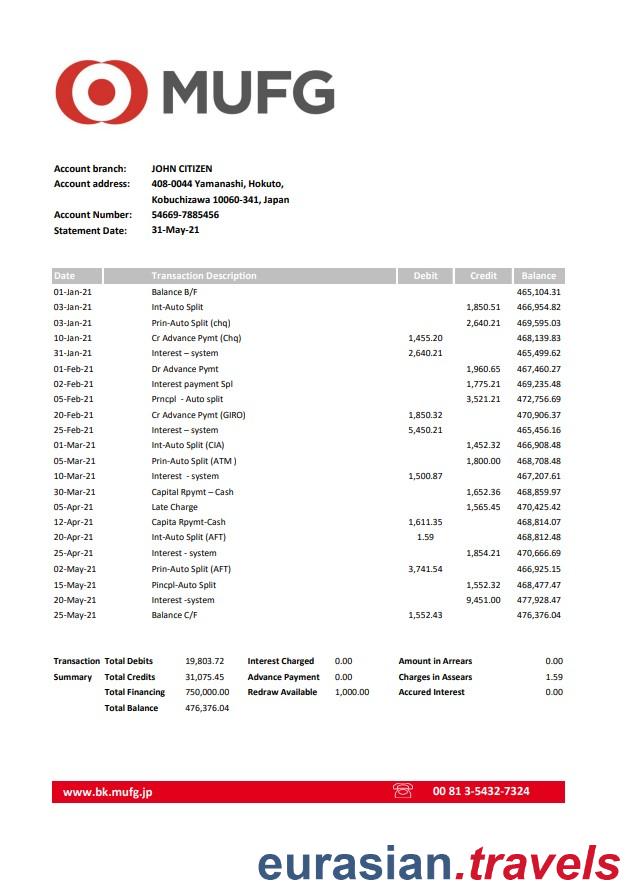 MUFG
Account branch: JOHN CITIZEN
Account address: 408-0044 Yamanashi, Hokuto,
Kobuchizawa 10060-341, Japan
Account Number: 54669-7885456
Statement Date: 31-May-21
Date Transaction Description Debit Credit Balance
01-Jan-21 Balance B/F 465,104.31
03-Jan-21 Int-Auto Split 1,850.51 466,954.82
03-Jan-21 Prin-Auto Split (chq) 2,640.21 469,595.03
10-Jan-21 Cr Advance Pymt (Chq) 1,455.20 468,139.83
31-Jan-21 Interest – system 2,640.21 465,499.62
01-Feb-21 Dr Advance Pymt 1,960.65 467,460.27
02-Feb-21 Interest payment Spl 1,775.21 469,235.48
05-Feb-21 Prncpl - Auto split 3,521.21 472,756.69
20-Feb-21 Cr Advance Pymt (GIRO) 1,850.32 470,906.37
25-Feb-21 Interest – system 5,450.21 465,456.16
01-Mar-21 Int-Auto Split (CIA) 1,452.32 466,908.48
05-Mar-21 Prin-Auto Split (ATM ) 1,800.00 468,708.48
10-Mar-21 Interest - system 1,500.87 467,207.61
30-Mar-21 Capital Rpymt – Cash 1,652.36 468,859.97
05-Apr-21 Late Charge 1,565.45 470,425.42
12-Apr-21 Capita Rpymt-Cash 1,611.35 468,814.07
20-Apr-21 Int-Auto Split (AFT) 1.59 468,812.48
25-Apr-21 Interest - system 1,854.21 470,666.69
02-May-21 Prin-Auto Split (AFT) 3,741.54 466,925.15
15-May-21 Pincpl-Auto Split 1,552.32 468,477.47
20-May-21 Interest -system 9,451.00 477,928.47
25-May-21 Balance C/F 1,552.43 476,376.04
Transaction Total Debits 19,803.72 Interest Charged 0.00 Amount in Arrears 0.00
Summary Total Credits 31,075.45 Advance Payment 0.00 Charges in Assears 1.59
Total Financing 750,000.00 Redraw Available 1,000.00 Accured Interest 0.00
Total Balance 476,376.04
www.bk.mufg.jp 00 81 3-5432-7324
eurasian.travels